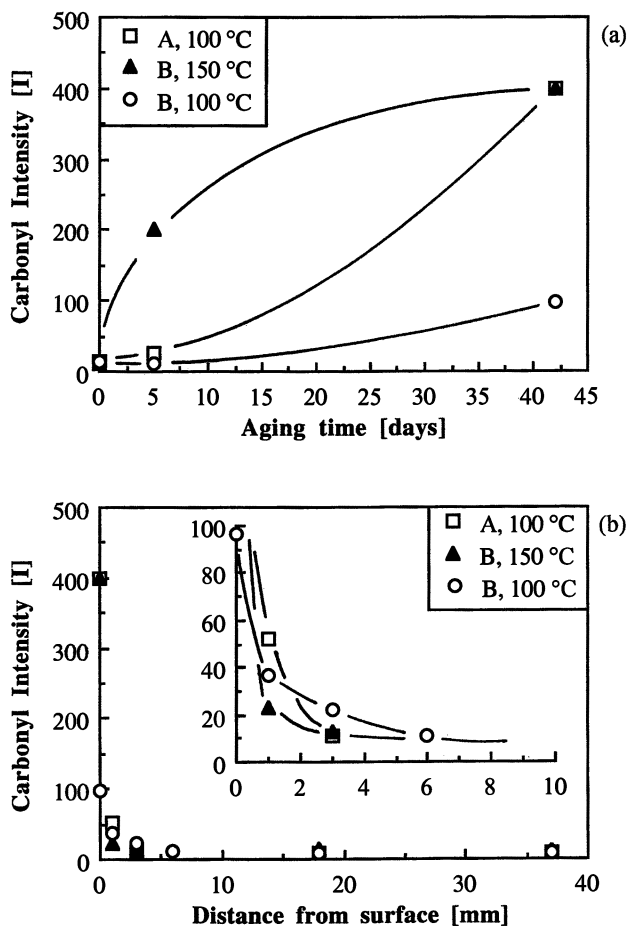 (a)
Carbonyl Intensity [I]
500
400
300
200
100
0
A, 100 °C
B, 150 °C
B, 100 °C
0 5 10 15 20 25 30 35 40 45
Aging time [days]
(b)
Carbonyl Intensity [I]
500
400
300
200
100
0
100
80
60
40
20
0
0 2 4 6 8 10
A, 100 °C
B, 150 °C
B, 100 °C
0 10 20 30 40
Distance from surface [mm]